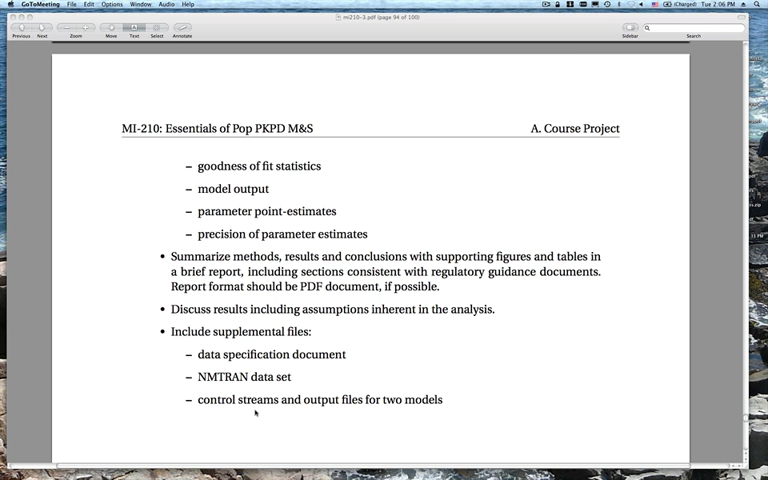 GoToMeeting File Edit Options Window Audio Help (Charged) Tue 2:06 PM
mi210-3.pdf (page 94 of 100)
Previous Next Zoom Move Text Select Annotate Sidebar Search
MI-210: Essentials of Pop PKPD M&S A. Course Project
– goodness of fit statistics
– model output
– parameter point-estimates
– precision of parameter estimates
• Summarize methods, results and conclusions with supporting figures and tables in
a brief report, including sections consistent with regulatory guidance documents.
Report format should be PDF document, if possible.
• Discuss results including assumptions inherent in the analysis.
• Include supplemental files:
– data specification document
– NMTRAN data set
– control streams and output files for two models